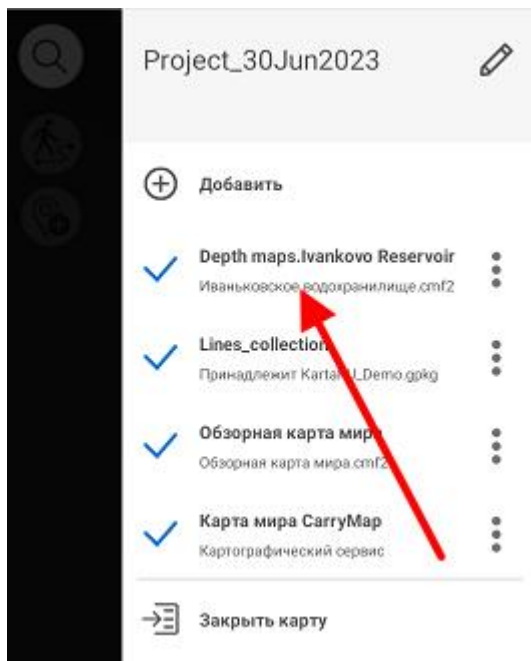 Project_30Jun2023
Добавить
Depth maps.Ivankovo Reservoir
Иваньковское водохранилище.cmf2
Lines_collection
Принадлежит _Demo.gpkg
Обзорная карта мира
Обзорная карта мира.cmf2
Карта мира CarryMap
Картографический сервис
Закрыть карту